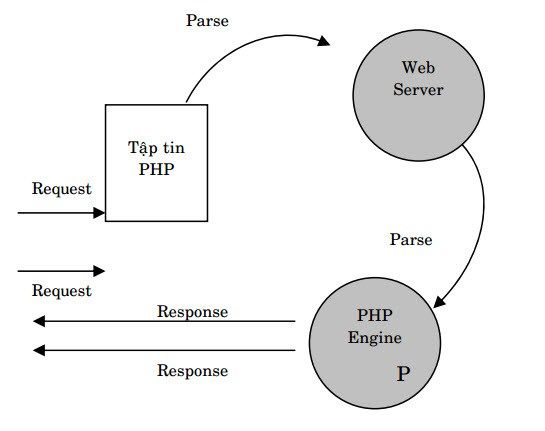 Parse
Web
Server
Tập tin
PHP
Request
Parse
Request
Response
PHP
Engine
P
Response